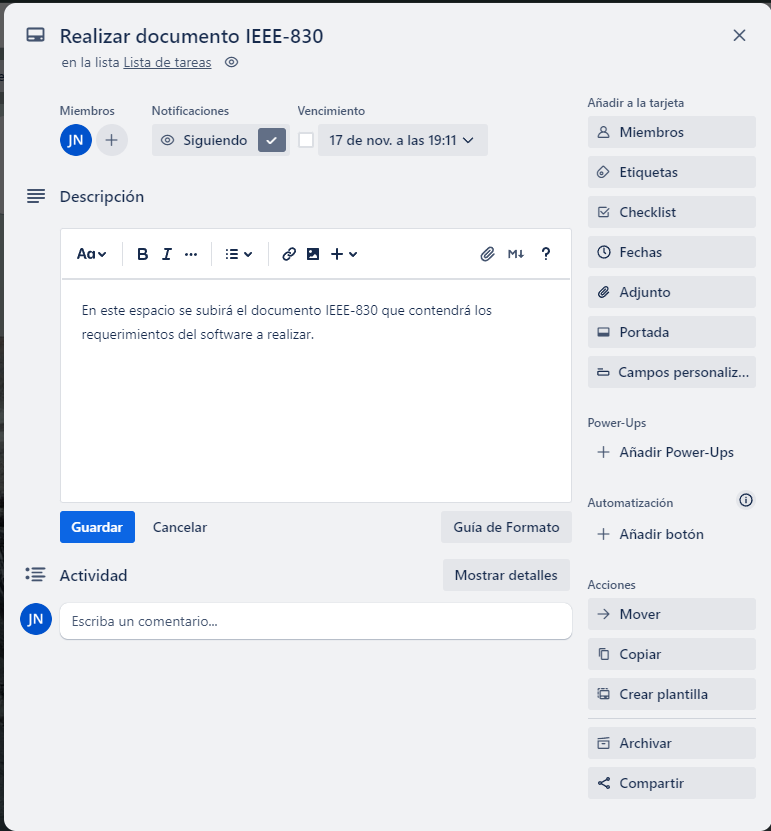 Realizar documento IEEE-830
en la lista Lista de tareas
Miembros
Notificaciones
Vencimiento
JN
Siguiendo
17 de nov. a las 19:11
Descripción
Aa
B I
M↓ ?
En este espacio se subirá el documento IEEE-830 que contendrá los
requerimientos del software a realizar.
Guardar
Cancelar
Guía de Formato
Actividad
Mostrar detalles
JN
Escriba un comentario...
Añadir a la tarjeta
Miembros
Etiquetas
Checklist
Fechas
Adjunto
Portada
Campos personaliz...
Power-Ups
Añadir Power-Ups
Automatización
Añadir botón
Acciones
Mover
Copiar
Crear plantilla
Archivar
Compartir